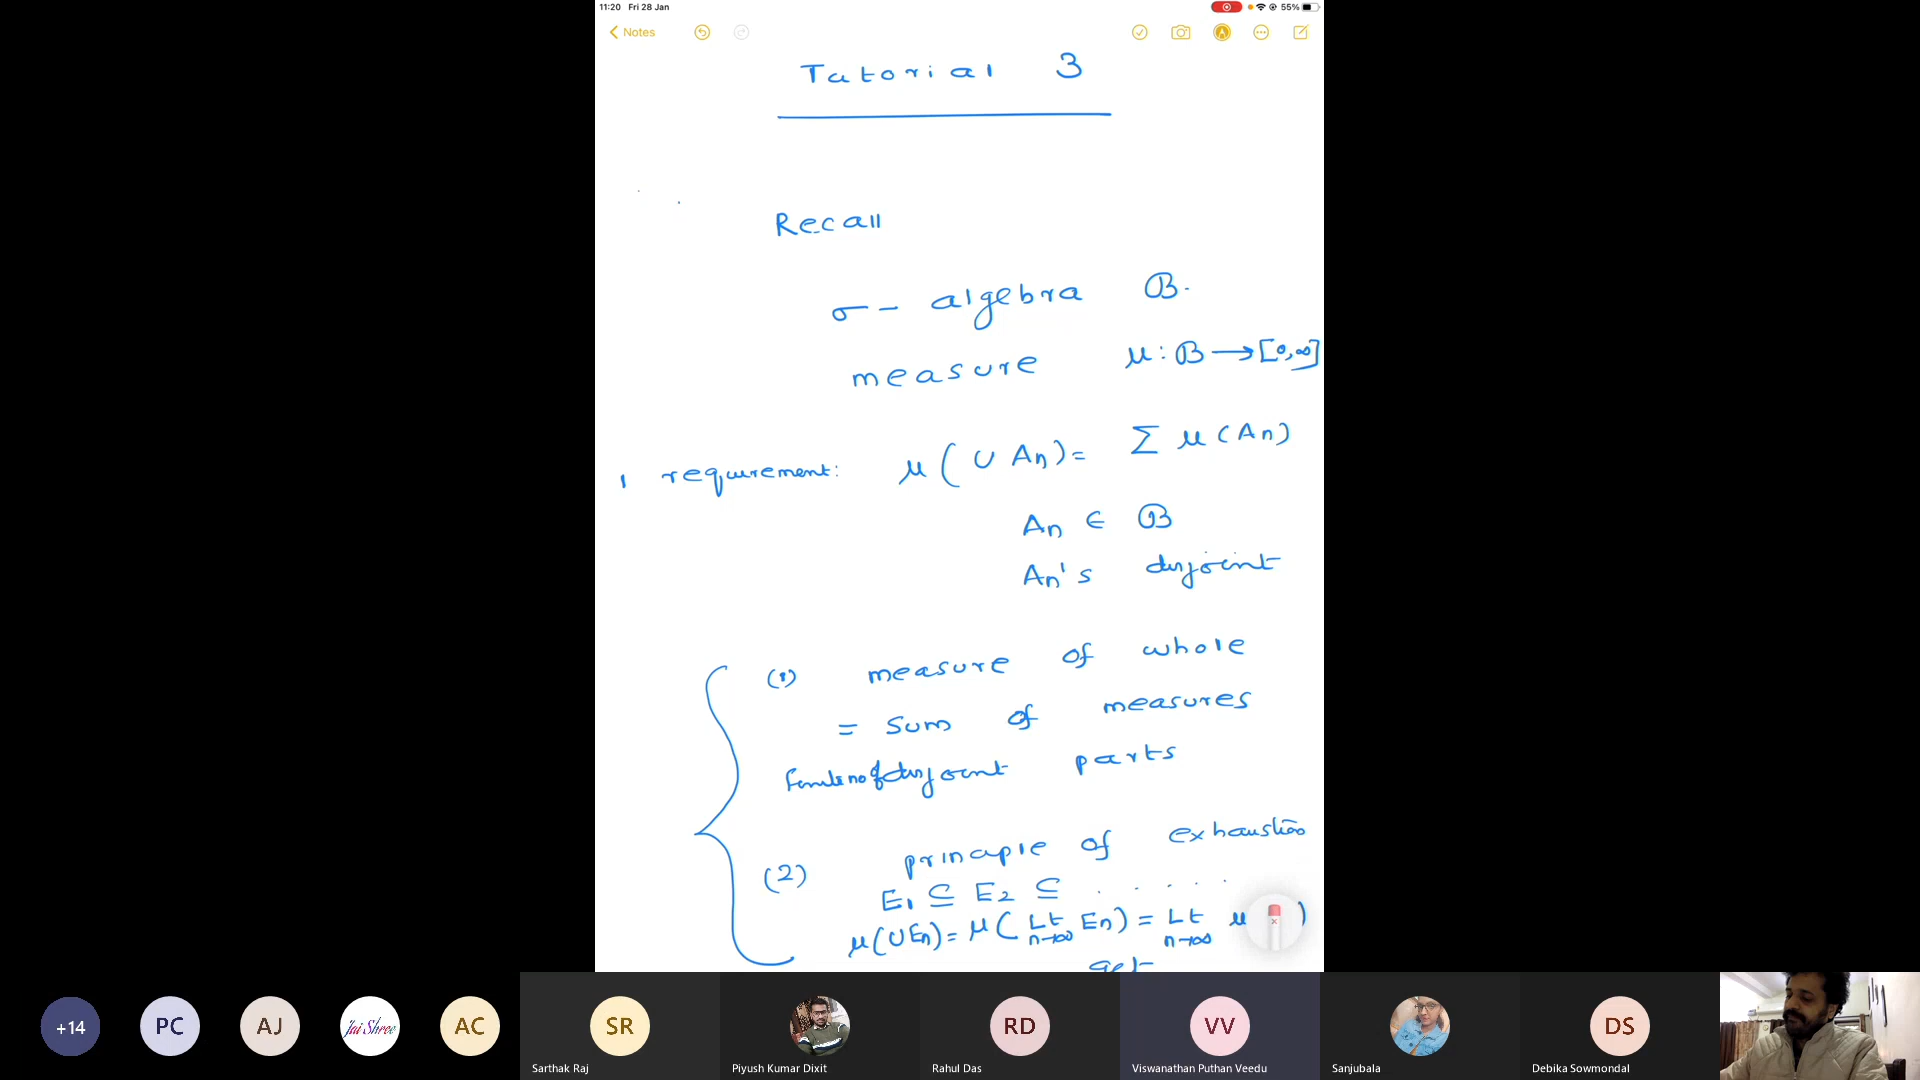 11:20 Fri 28 Jan
55%
Notes
Tutorial 3
Recall
σ - algebra B.
measure μ: B → [0,∞]
1 requirement: μ(∪ An) = Σ μ(An)
An ∈ B
An's disjoint
(1) measure of whole
= sum of measures
finite no of disjoint parts
(2) principle of exhaustion
E1 ⊆ E2 ⊆ . . . . . .
μ(∪En) = μ( Lt n→∞ En) = Lt n→∞ μ )
+14
PC
AJ
Jai Shree
AC
SR
RD
VV
DS
Sarthak Raj
Piyush Kumar Dixit
Rahul Das
Viswanathan Puthan Veedu
Sanjubala
Debika Sowmondal